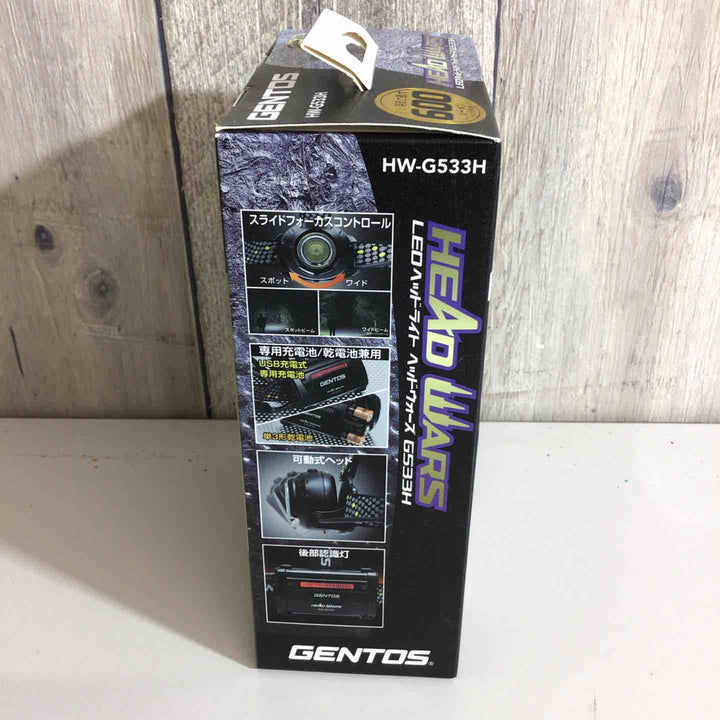 GENTOS
HW-G533H
HEAD WARS
600
HW-G533H
スライドフォーカスコントロール
スポット
ワイド
スポットビーム
ワイドビーム
専用充電池/乾電池兼用
USB充電式
専用充電池
GENTOS
単3形乾電池
可動式ヘッド
後部認識灯
GENTOS
HEAD WARS
HEAD WARS
LEDヘッドライト ヘッドウォーズ G533H
GENTOS